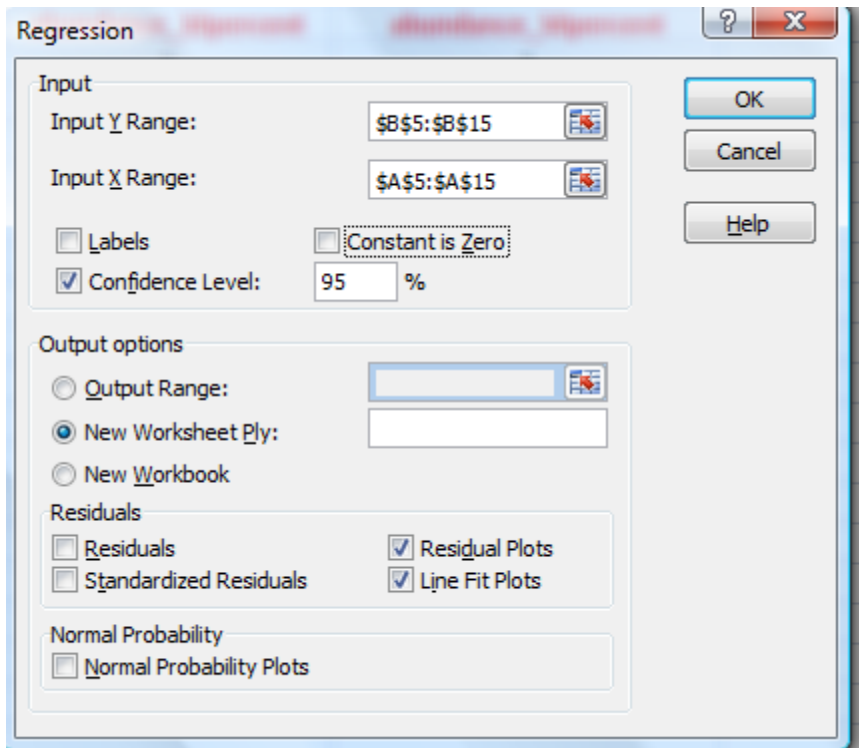 Regression
Input
Input Y Range: $B$5:$B$15
Input X Range: $A$5:$A$15
Labels Constant is Zero
Confidence Level: 95 %
OK
Cancel
Help
Output options
Output Range:
New Worksheet Ply:
New Workbook
Residuals
Residuals Residual Plots
Standardized Residuals Line Fit Plots
Normal Probability
Normal Probability Plots